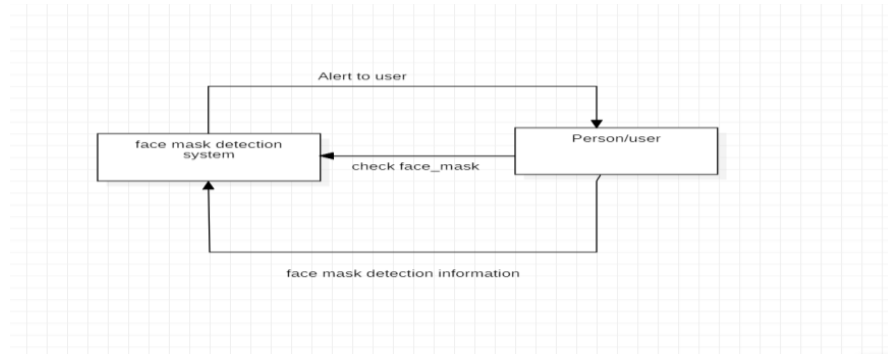 Alert to user
face mask detection
system
Person/user
check face_mask
face mask detection information